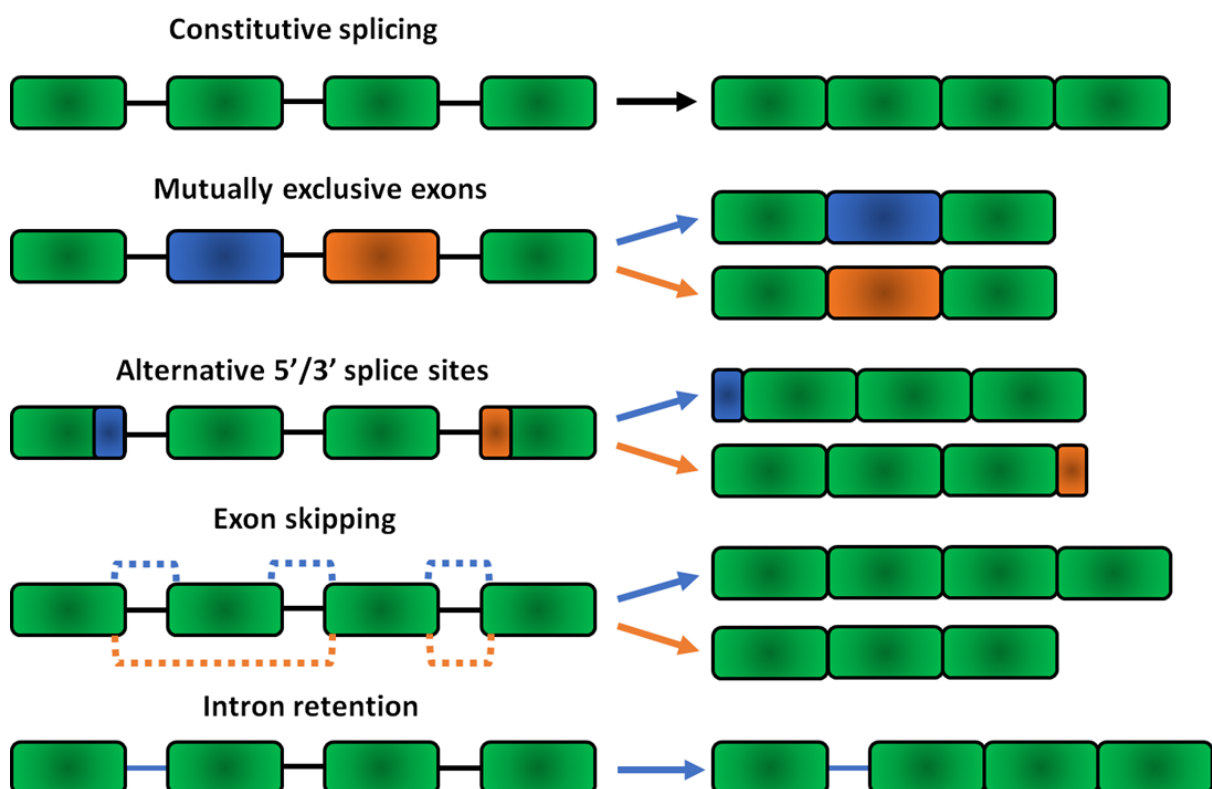 Constitutive splicing
Mutually exclusive exons
Alternative 5’/3’ splice sites
Exon skipping
Intron retention